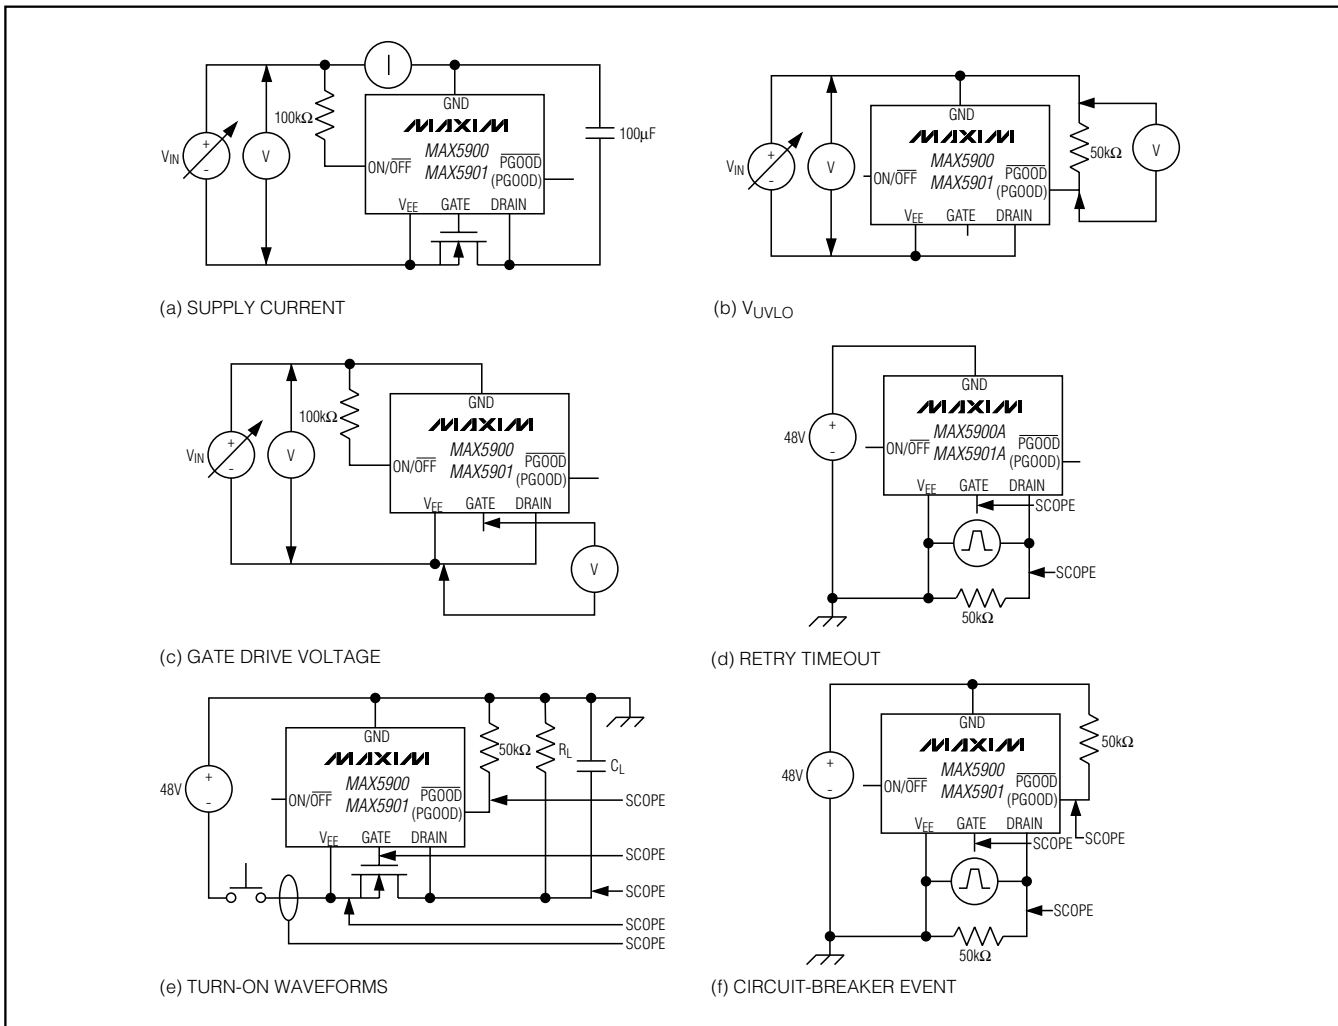 I
GND
100kΩ
MAXIM
100µF
VIN
+
-
V
MAX5900
MAX5901
ON/OFF
PGOOD
(PGOOD)
VEE GATE DRAIN
(a) SUPPLY CURRENT
GND
MAXIM
VIN
+
-
V
MAX5900
MAX5901
ON/OFF
PGOOD
(PGOOD)
50kΩ
V
VEE GATE DRAIN
(b) VUVLO
GND
100kΩ
MAXIM
VIN
+
-
V
MAX5900
MAX5901
ON/OFF
PGOOD
(PGOOD)
VEE GATE DRAIN
V
(c) GATE DRIVE VOLTAGE
GND
MAXIM
48V
+
-
MAX5900A
MAX5901A
ON/OFF
PGOOD
(PGOOD)
VEE GATE DRAIN
SCOPE
SCOPE
50kΩ
(d) RETRY TIMEOUT
GND
MAXIM
50kΩ
RL
CL
48V
+
-
MAX5900
MAX5901
ON/OFF
PGOOD
(PGOOD)
SCOPE
VEE GATE DRAIN
SCOPE
SCOPE
SCOPE
SCOPE
(e) TURN-ON WAVEFORMS
GND
MAXIM
50kΩ
48V
+
-
MAX5900
MAX5901
ON/OFF
PGOOD
(PGOOD)
VEE GATE DRAIN
SCOPE
SCOPE
SCOPE
50kΩ
(f) CIRCUIT-BREAKER EVENT